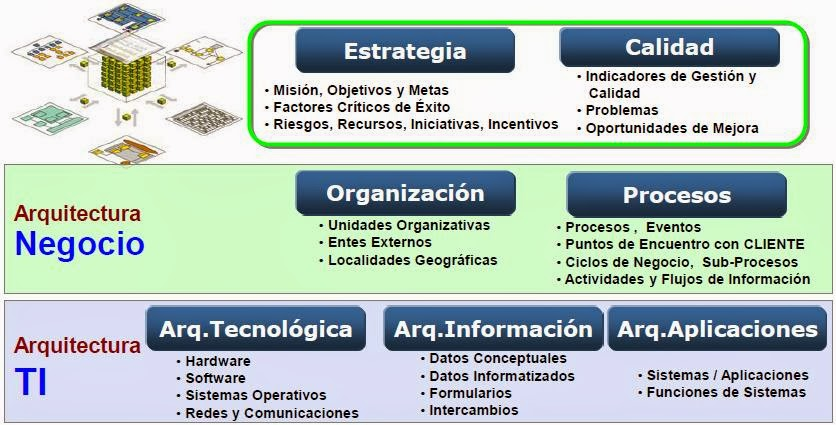 Estrategia
• Misión, Objetivos y Metas
• Factores Críticos de Éxito
• Riesgos, Recursos, Iniciativas, Incentivos
Calidad
• Indicadores de Gestión y
Calidad
• Problemas
• Oportunidades de Mejora
Arquitectura
Negocio
Organización
• Unidades Organizativas
• Entes Externos
• Localidades Geográficas
Procesos
• Procesos , Eventos
• Puntos de Encuentro con CLIENTE
• Ciclos de Negocio, Sub-Procesos
• Actividades y Flujos de Información
Arquitectura
TI
Arq.Tecnológica
• Hardware
• Software
• Sistemas Operativos
• Redes y Comunicaciones
Arq.Información
• Datos Conceptuales
• Datos Informatizados
• Formularios
• Intercambios
Arq.Aplicaciones
• Sistemas / Aplicaciones
• Funciones de Sistemas